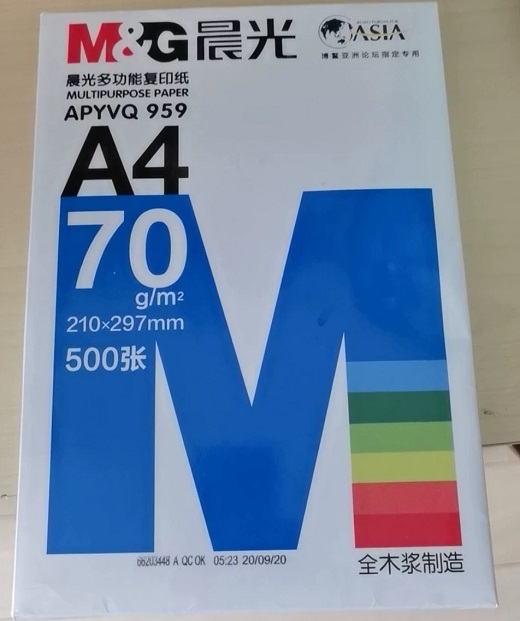 M&G 晨光
ASIA
博鳌亚洲论坛指定专用
晨光多功能复印纸
MULTIPURPOSE PAPER
APYVQ 959
A4
70
g/m²
210×297mm
500张
M
66203448 A QC OK 05:23 20/09/20
全木浆制造